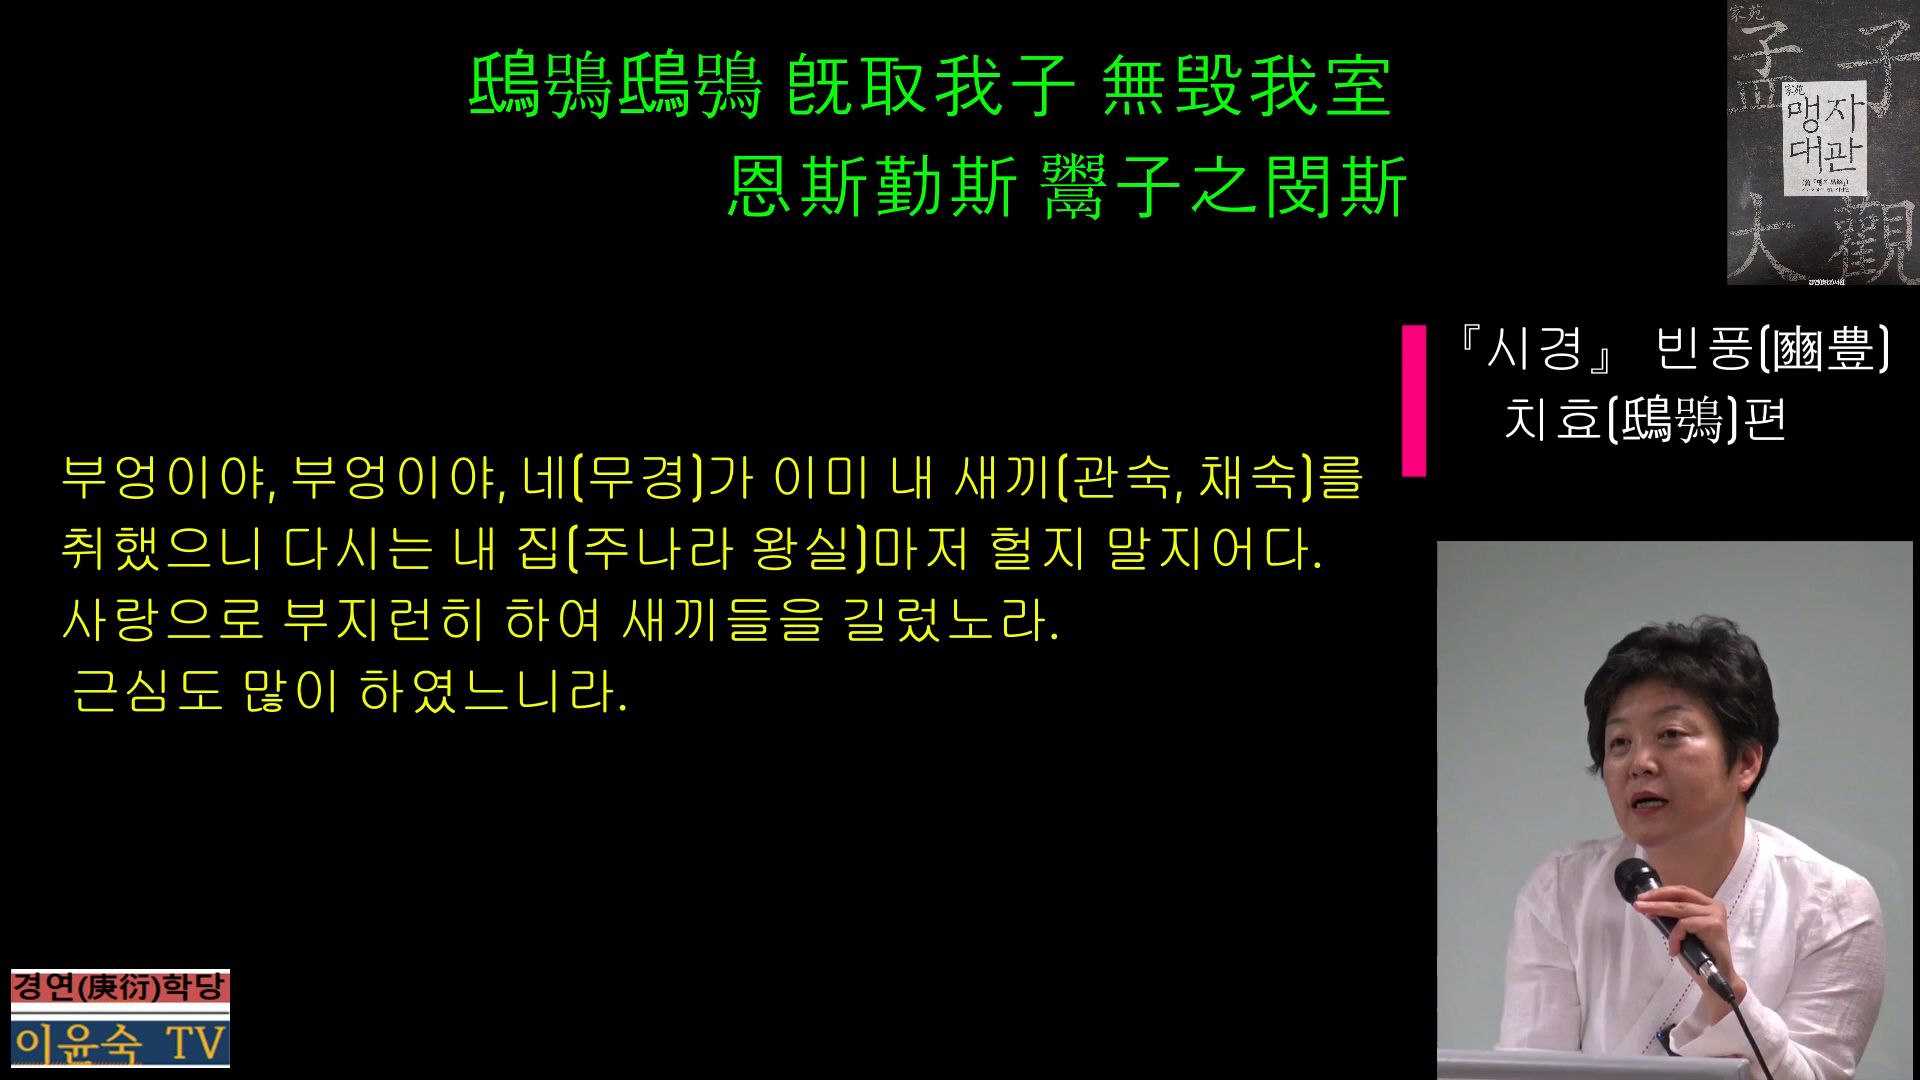 鴟鴞鴟鴞 旣取我子 無毁我室
恩斯勤斯 鬻子之閔斯
家苑
孟子
家苑
맹자
대관
大觀
『시경』 빈풍(豳豊)
치효(鴟鴞)편
부엉이야, 부엉이야, 네(무경)가 이미 내 새끼(관숙, 채숙)를
취했으니 다시는 내 집(주나라 왕실)마저 헐지 말지어다.
사랑으로 부지런히 하여 새끼들을 길렀노라.
근심도 많이 하였느니라.
경연(庚衍)학당
이윤숙 TV